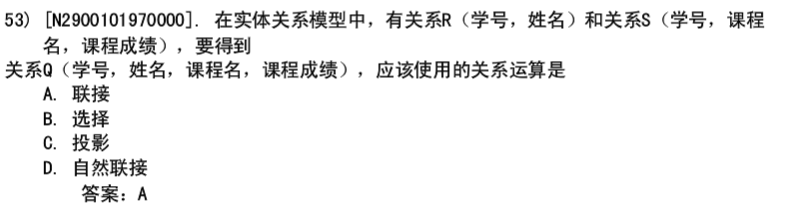 53) [N2900101970000]. 在实体关系模型中，有关系R（学号，姓名）和关系S（学号，课程
名，课程成绩），要得到
关系Q（学号，姓名，课程名，课程成绩），应该使用的关系运算是
A. 联接
B. 选择
C. 投影
D. 自然联接
答案：A